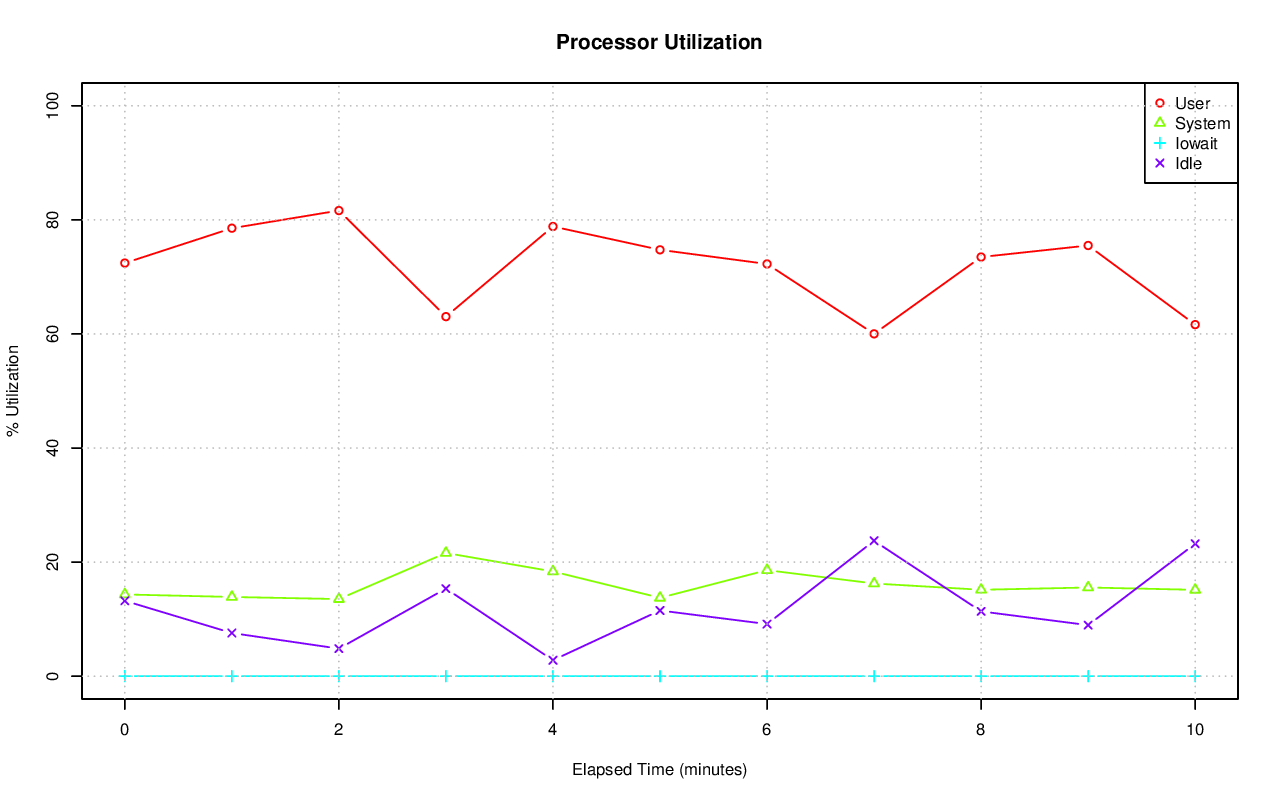 Processor Utilization
User
System
Iowait
Idle
% Utilization
100
80
60
40
20
0
0 2 4 6 8 10
Elapsed Time (minutes)